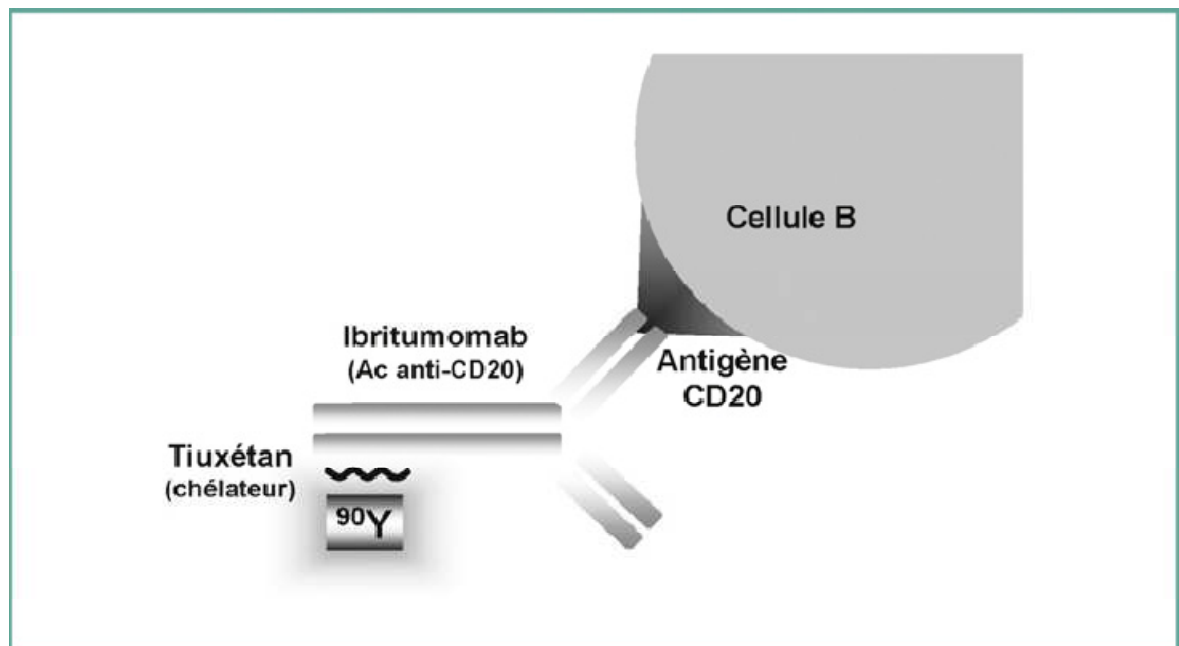 Cellule B
Ibritumomab
(Ac anti-CD20)
Antigène
CD20
Tiuxétan
(chélateur)
⁹⁰Y